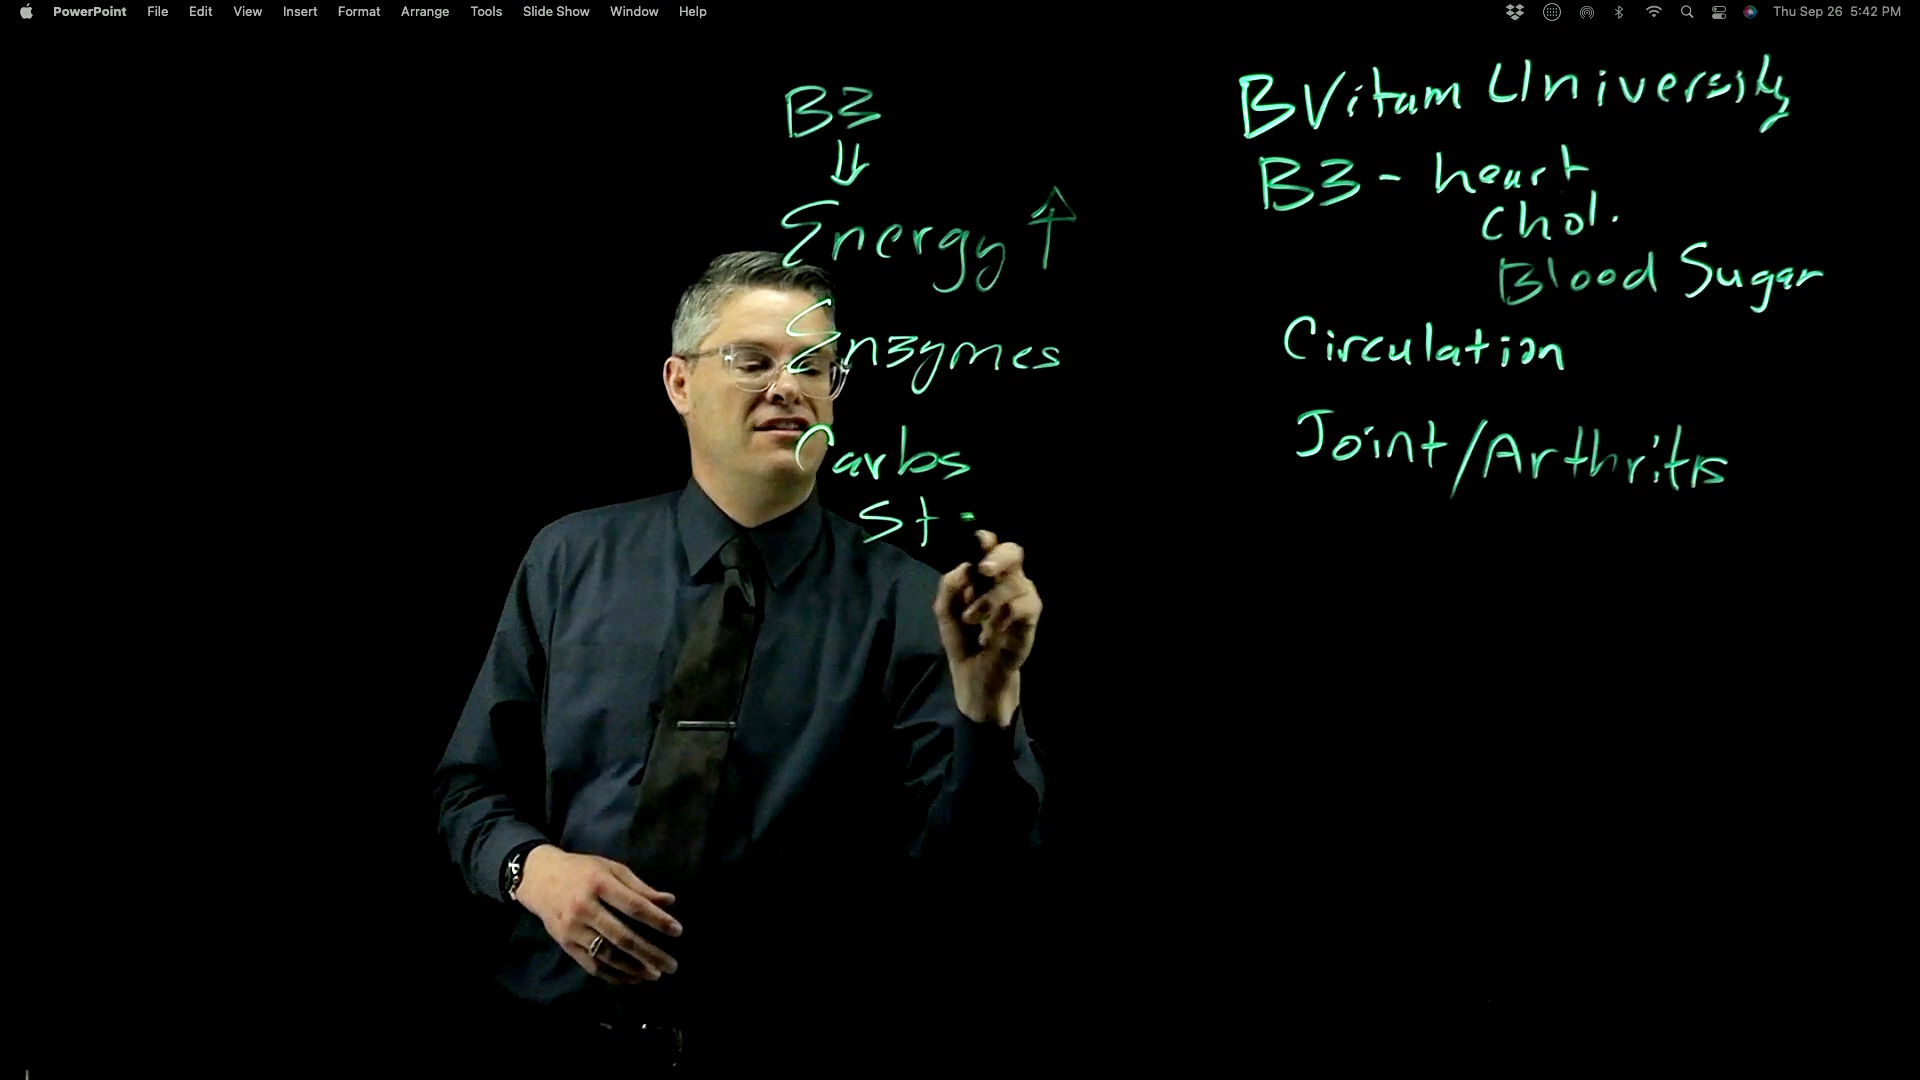 PowerPoint File Edit View Insert Format Arrange Tools Slide Show Window Help Thu Sep 26 5:42 PM
B3
Energy
Enzymes
Carbs
St
B Vitam University
B3 - heart
Chol.
Blood Sugar
Circulation
Joint/Arthritis